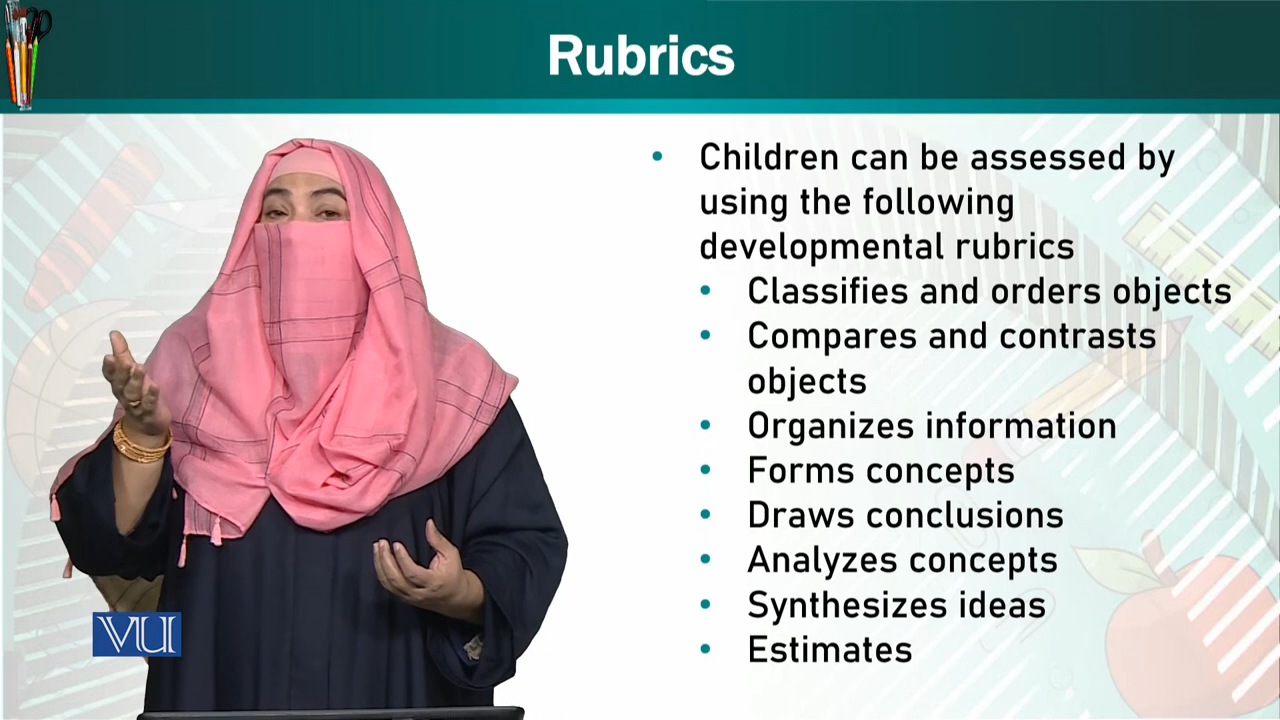 Rubrics
• Children can be assessed by
using the following
developmental rubrics
• Classifies and orders objects
• Compares and contrasts
objects
• Organizes information
• Forms concepts
• Draws conclusions
• Analyzes concepts
• Synthesizes ideas
• Estimates
VU